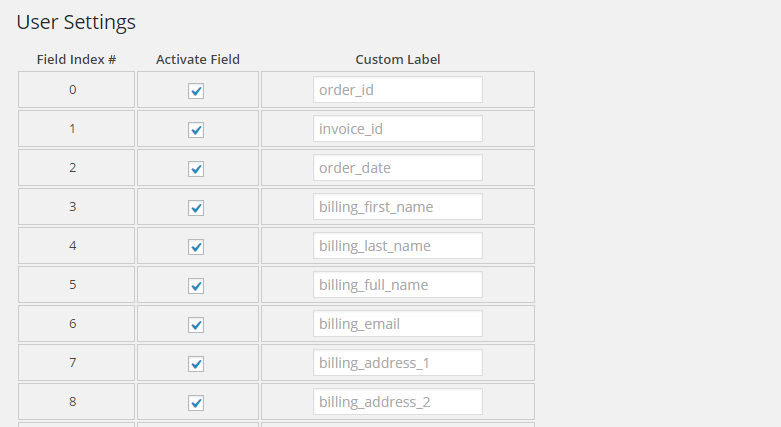 User Settings
Field Index # Activate Field Custom Label
0 order_id
1 invoice_id
2 order_date
3 billing_first_name
4 billing_last_name
5 billing_full_name
6 billing_email
7 billing_address_1
8 billing_address_2